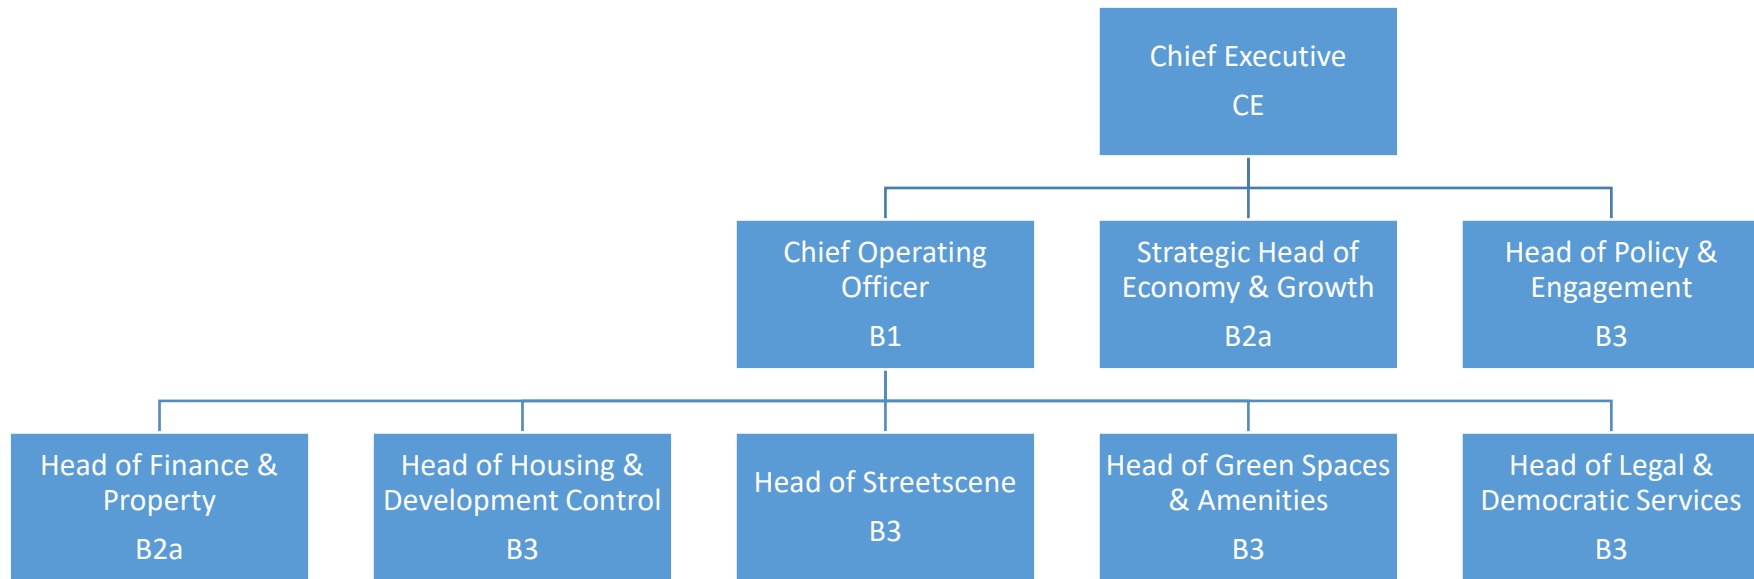 Chief Executive
CE
Chief Operating
Officer
B1
Strategic Head of
Economy & Growth
B2a
Head of Policy &
Engagement
B3
Head of Finance &
Property
B2a
Head of Housing &
Development Control
B3
Head of Streetscene
B3
Head of Green Spaces
& Amenities
B3
Head of Legal &
Democratic Services
B3